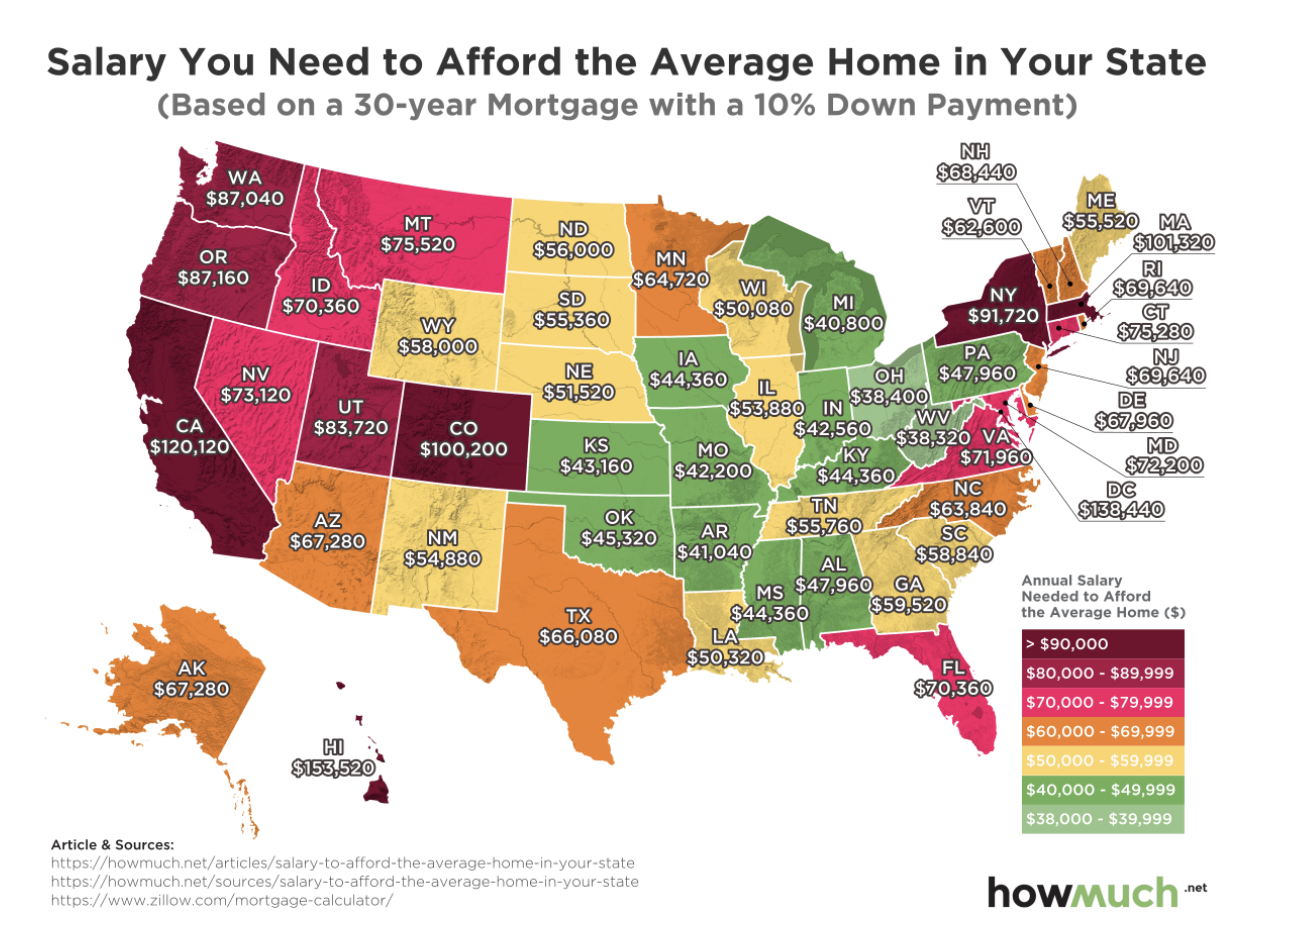 Salary You Need to Afford the Average Home in Your State
(Based on a 30-year Mortgage with a 10% Down Payment)
NH
$68,440
VT
$62,600
ME
$55,520
MA
$101,320
RI
$69,640
CT
$75,280
NJ
$69,640
DE
$67,960
MD
$72,200
DC
$138,440
WA
$87,040
MT
$75,520
ND
$56,000
MN
$64,720
OR
$87,160
ID
$70,360
SD
$55,360
WI
$50,080
MI
$40,800
NY
$91,720
WY
$58,000
NV
$73,120
UT
$83,720
NE
$51,520
IA
$44,360
IL
$53,880
IN
$42,560
OH
$38,400
PA
$47,960
CA
$120,120
CO
$100,200
KS
$43,160
MO
$42,200
KY
$44,360
WV
$38,320
VA
$71,960
AZ
$67,280
NM
$54,880
OK
$45,320
AR
$41,040
TN
$55,760
NC
$63,840
SC
$58,840
TX
$66,080
LA
$50,320
MS
$44,360
AL
$47,960
GA
$59,520
FL
$70,360
AK
$67,280
HI
$153,520
Annual Salary
Needed to Afford
the Average Home ($)
> $90,000
$80,000 - $89,999
$70,000 - $79,999
$60,000 - $69,999
$50,000 - $59,999
$40,000 - $49,999
$38,000 - $39,999
Article & Sources:
https://howmuch.net/articles/salary-to-afford-the-average-home-in-your-state
https://howmuch.net/sources/salary-to-afford-the-average-home-in-your-state
https://www.zillow.com/mortgage-calculator/
howmuch.net